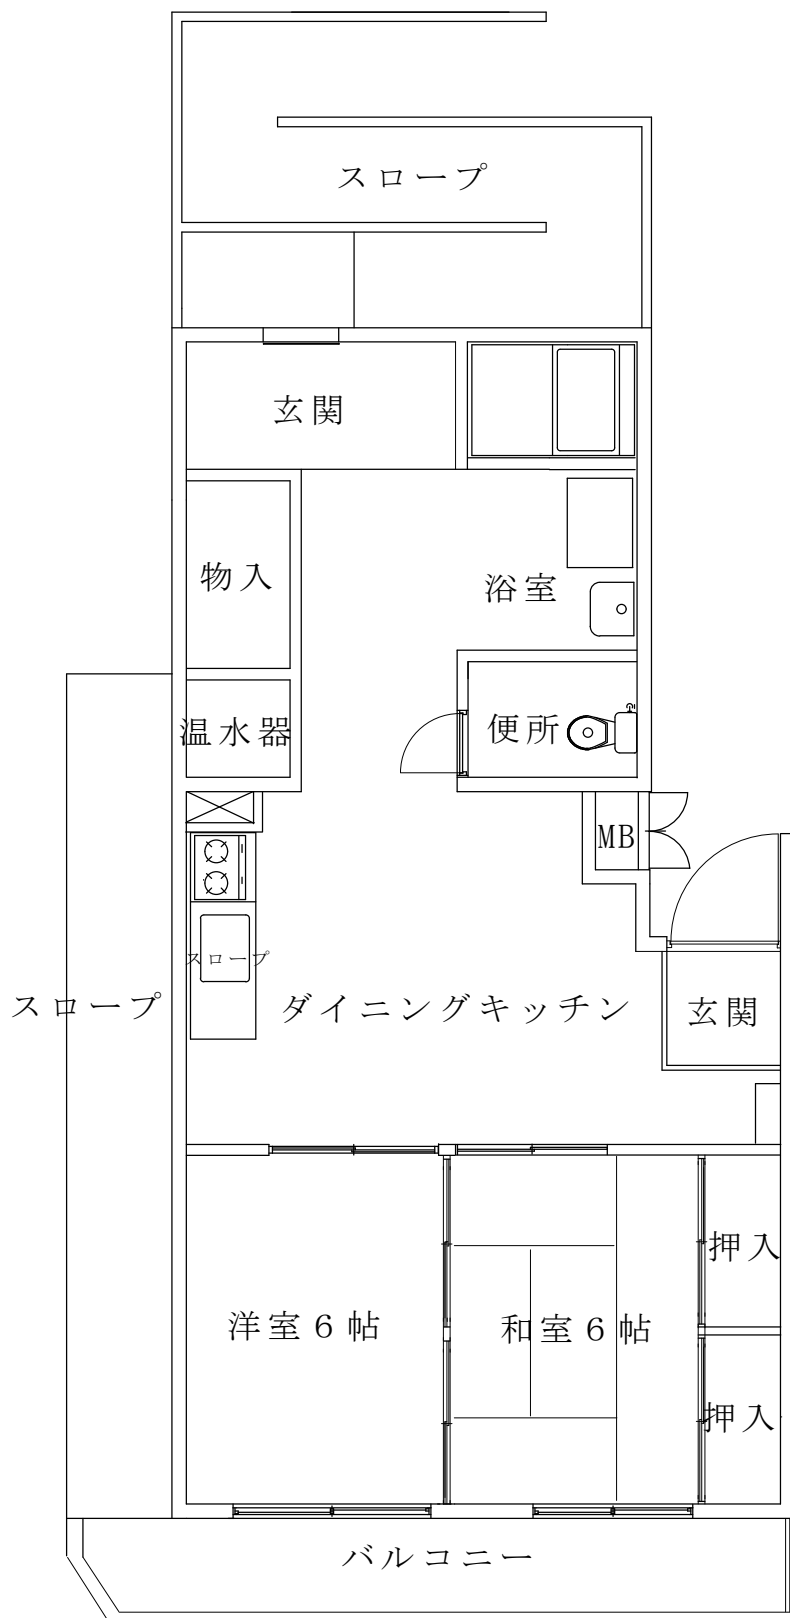 スロープ
玄関
物入
浴室
温水器
便所
MB
スロープ
スロープ
ダイニングキッチン
玄関
押入
洋室６帖
和室６帖
押入
バルコニー